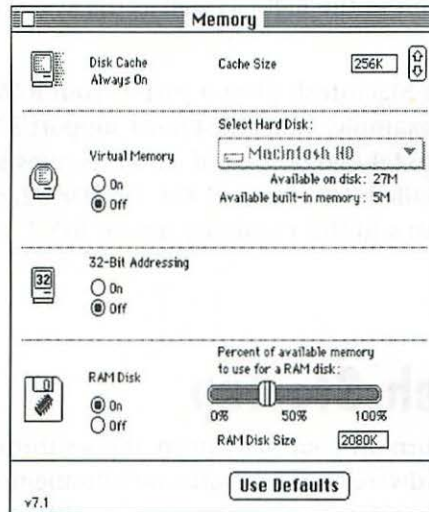 Memory
Disk Cache
Always On
Cache Size
256K
Select Hard Disk:
Virtual Memory
Macintosh HD
On
Off
Available on disk: 27M
Available built-in memory: 5M
32-Bit Addressing
32
On
Off
Percent of available memory
to use for a RAM disk:
RAM Disk
On
Off
0% 50% 100%
RAM Disk Size
2080K
Use Defaults
v7.1